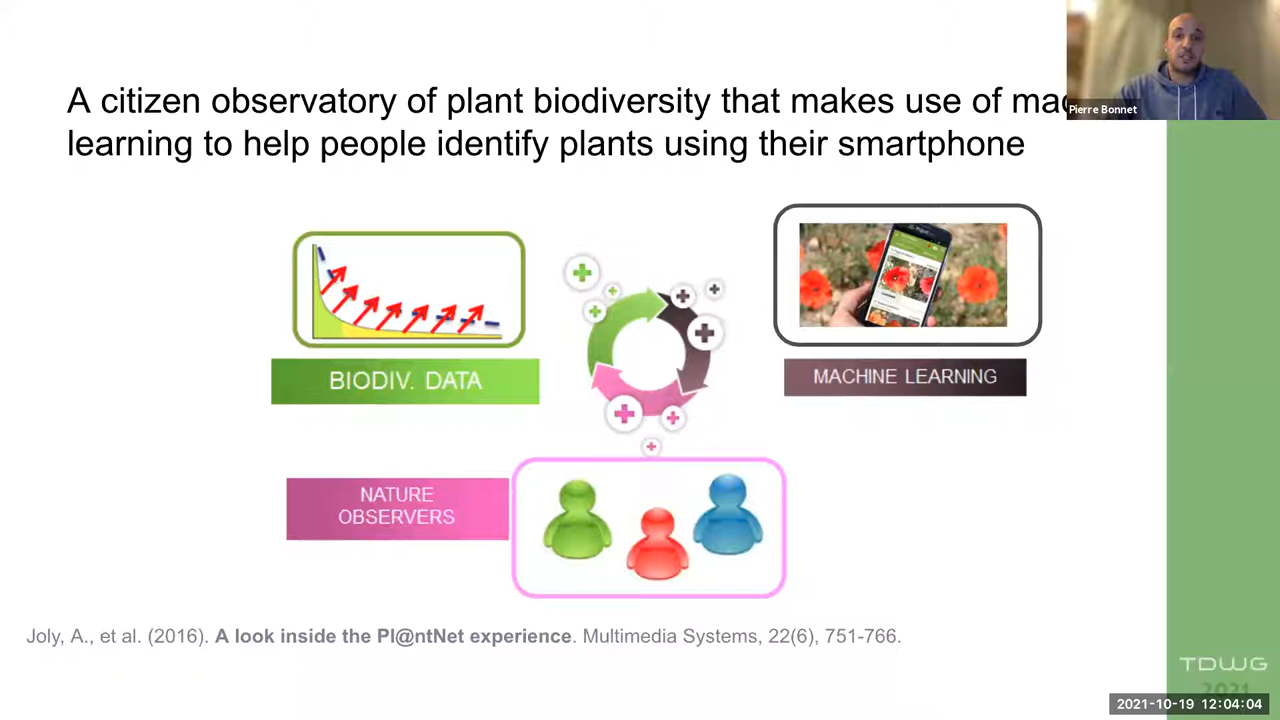 A citizen observatory of plant biodiversity that makes use of
learning to help people identify plants using their smartphone
Pierre Bonnet
BIODIV. DATA
MACHINE LEARNING
NATURE
OBSERVERS
Joly, A., et al. (2016). A look inside the Pl@ntNet experience. Multimedia Systems, 22(6), 751-766.
TDWG
2021
2021-10-19 12:04:04